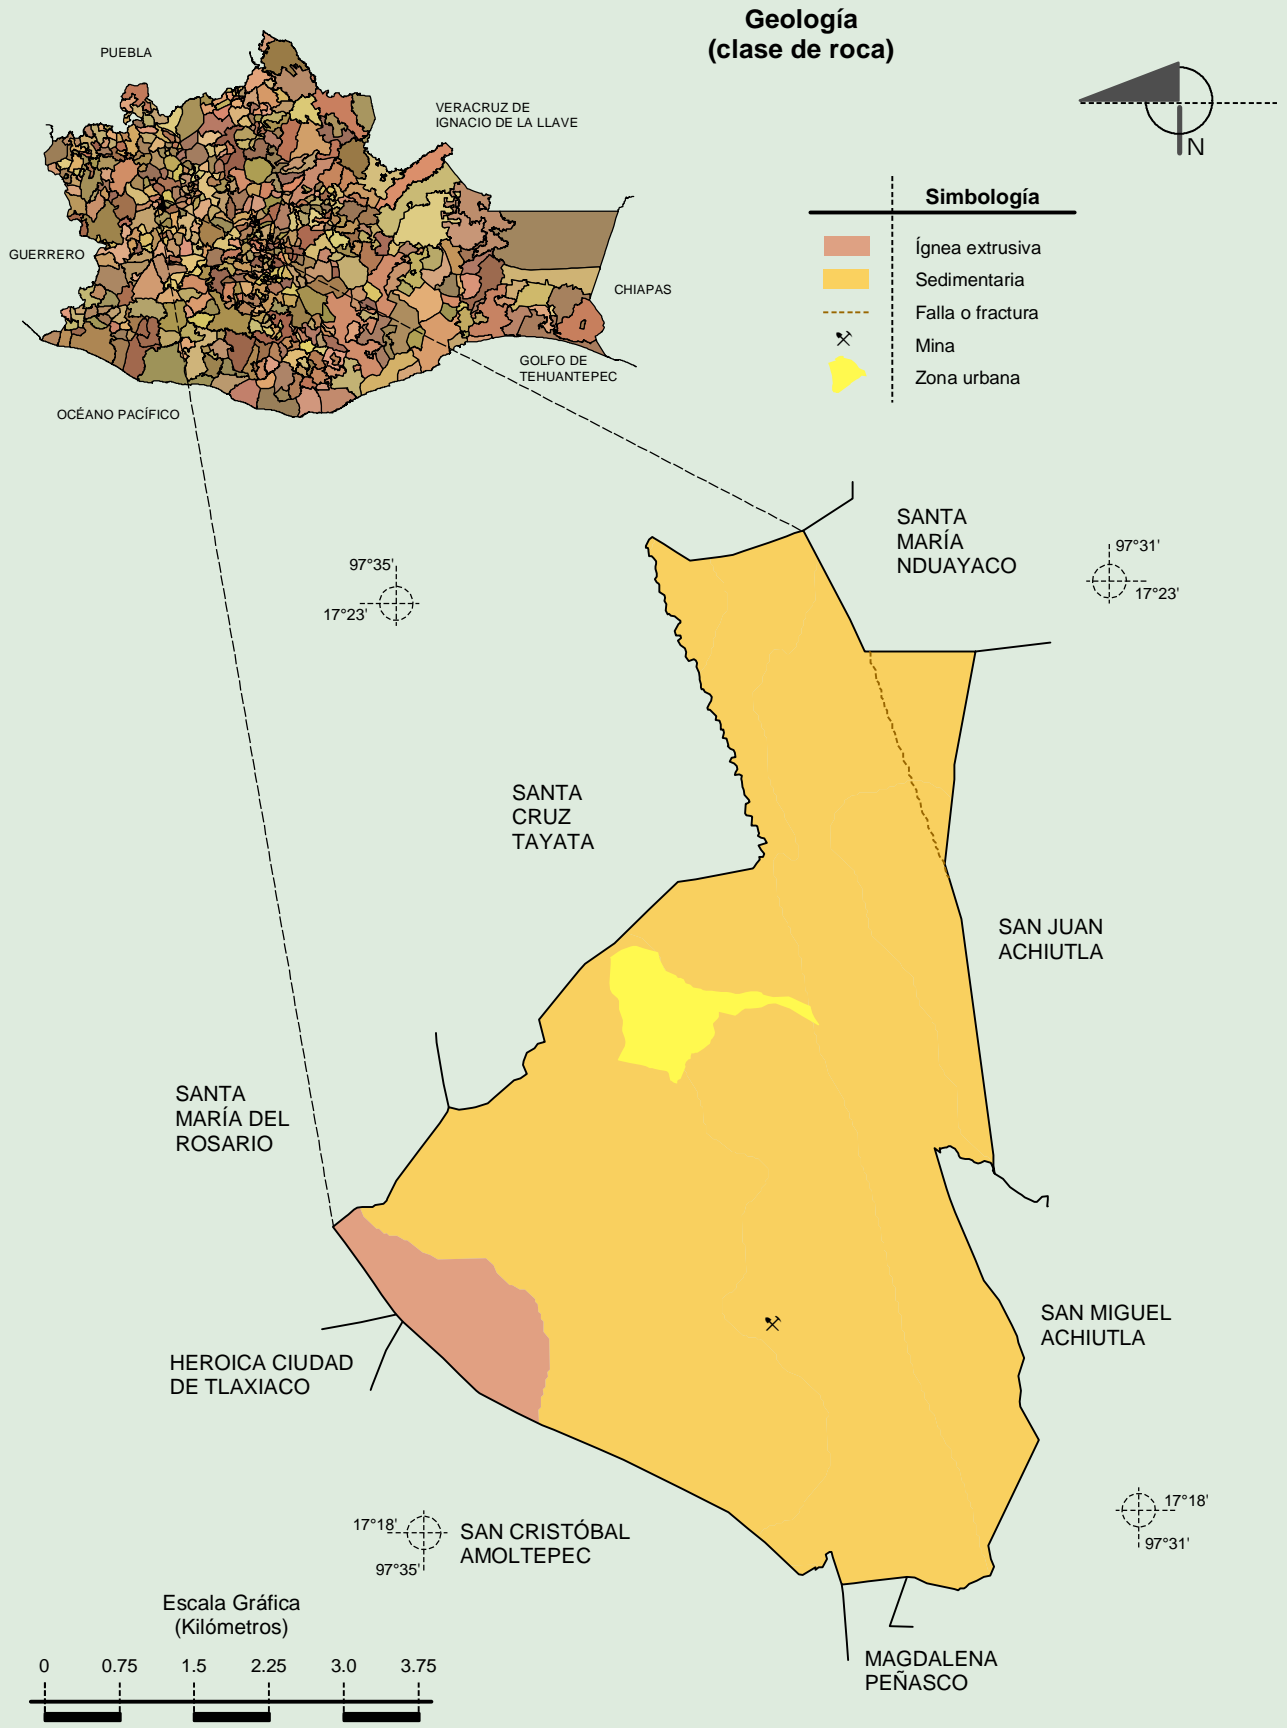 Geología
(clase de roca)
PUEBLA
VERACRUZ DE
IGNACIO DE LA LLAVE
GUERRERO
CHIAPAS
GOLFO DE
TEHUANTEPEC
OCÉANO PACÍFICO
N
Simbología
Ígnea extrusiva
Sedimentaria
Falla o fractura
Mina
Zona urbana
SANTA
MARÍA
NDUAYACO
97°35'
17°23'
97°31'
17°23'
SANTA
CRUZ
TAYATA
SAN JUAN
ACHIUTLA
SANTA
MARÍA DEL
ROSARIO
SAN MIGUEL
ACHIUTLA
HEROICA CIUDAD
DE TLAXIACO
17°18'
97°35'
SAN CRISTÓBAL
AMOLTEPEC
17°18'
97°31'
MAGDALENA
PEÑASCO
Escala Gráfica
(Kilómetros)
0 0.75 1.5 2.25 3.0 3.75